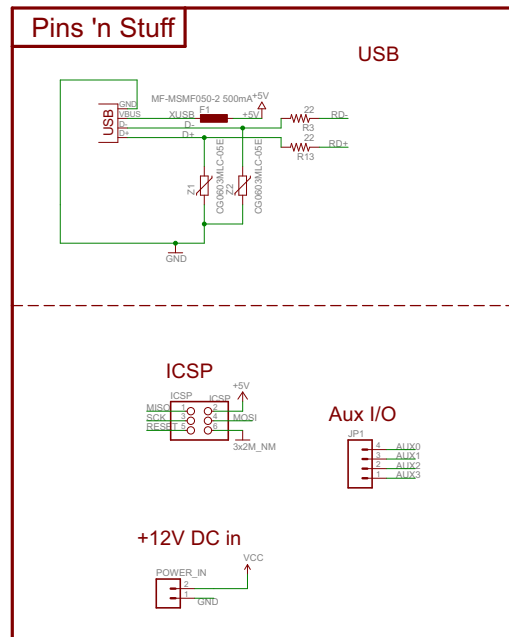 Pins 'n Stuff
USB
MF-MSMF050-2 500mA
+5V
USB
GND
VBUS
D-
D+
XUSB
F1
+5V
D-
D+
22
R3
RD-
22
R13
RD+
Z1
CG0603MLC-05E
Z2
CG0603MLC-05E
GND
ICSP
+5V
ICSP
ICSP
MISO
1
2
SCK
3
4
MOSI
RESET
5
6
3x2M_NM
Aux I/O
JP1
4
AUX0
3
AUX1
2
AUX2
1
AUX3
+12V DC in
VCC
POWER_IN
2
1
GND